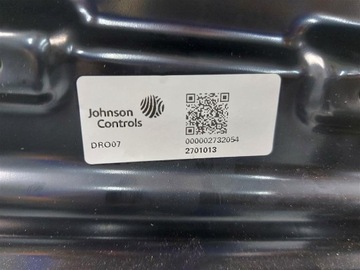 Johnson
Controls
DRO07
000002732054
2701013